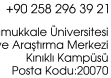 +90 258 296 39 21
mukkale Üniversitesi
ve Araştırma Merkezi
Kınıklı Kampüsü
Posta Kodu:20070